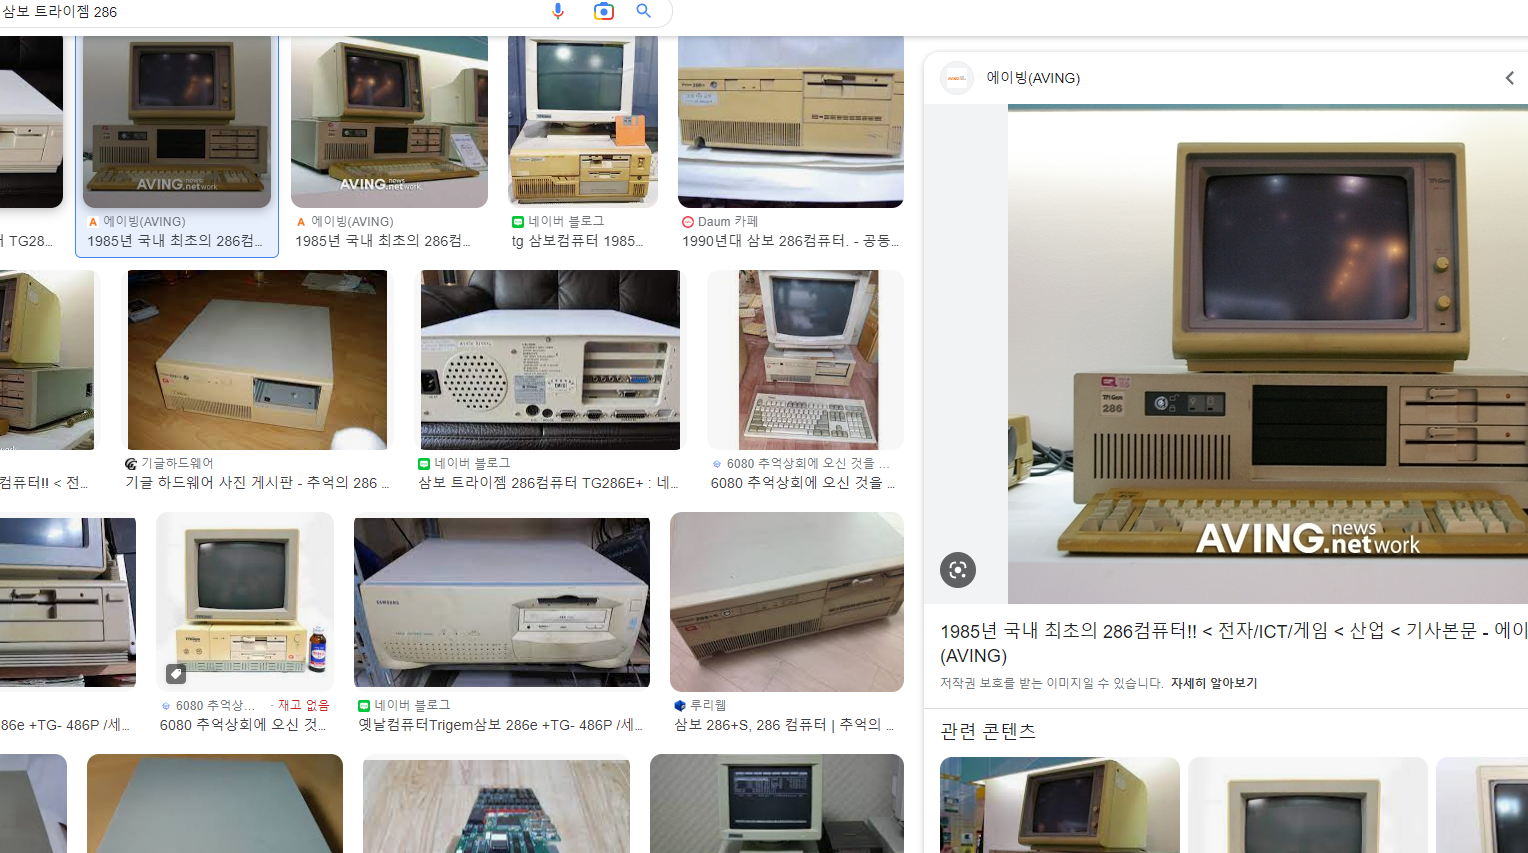 삼보 트라이젬 286
에이빙(AVING)
1985년 국내 최초의 286컴...
에이빙(AVING)
1985년 국내 최초의 286컴...
네이버 블로그
tg 삼보컴퓨터 1985...
Daum 카페
1990년대 삼보 286컴퓨터. - 공동...
TG28...
AVING news
.network
AVING news
.network
컴퓨터!! < 전...
기글하드웨어
기글 하드웨어 사진 게시판 - 추억의 286 ...
네이버 블로그
삼보 트라이젬 286컴퓨터 TG286E+ : 네...
6080 추억상회에 오신 것을 ...
6080 추억상회에 오신 것을 ...
SAMSUNG
86e +TG- 486P /세...
6080 추억상... · 재고 없음
6080 추억상회에 오신 것...
네이버 블로그
옛날컴퓨터Trigem삼보 286e +TG- 486P /세...
루리웹
삼보 286+S, 286 컴퓨터 | 추억의 ...
에이빙(AVING)
TriGem
TriGem
286
AVING news
.network
1985년 국내 최초의 286컴퓨터!! < 전자/ICT/게임 < 산업 < 기사본문 - 에이
(AVING)
저작권 보호를 받는 이미지일 수 있습니다. 자세히 알아보기
관련 콘텐츠